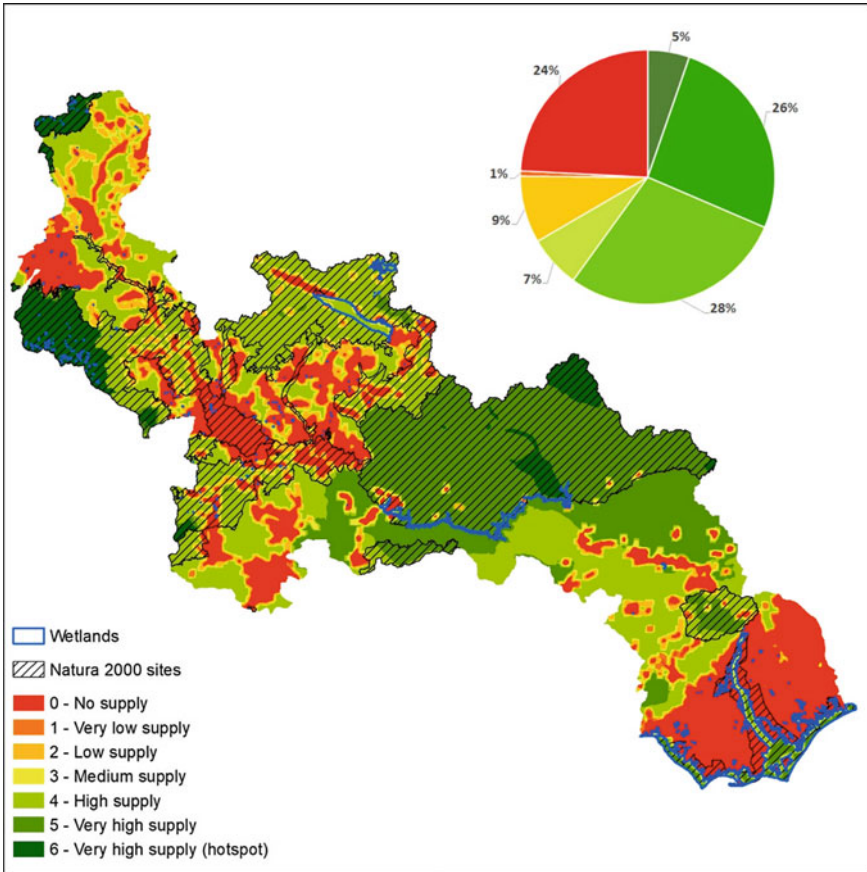 5%
24%
26%
1%
9%
7%
28%
Wetlands
Natura 2000 sites
0 - No supply
1 - Very low supply
2 - Low supply
3 - Medium supply
4 - High supply
5 - Very high supply
6 - Very high supply (hotspot)